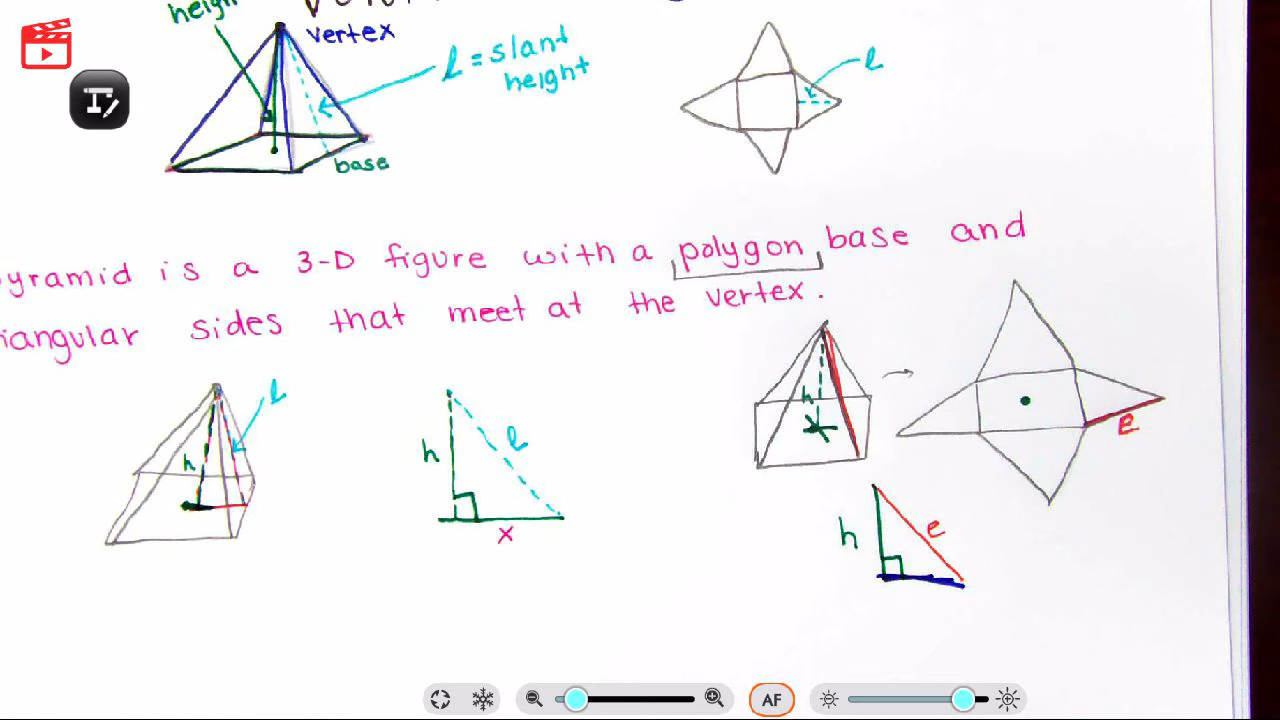 height
vertex
l = slant
height
base
l
pyramid is a 3-D figure with a polygon base and
triangular sides that meet at the vertex.
l
h
h
l
x
h
e
h
e
AF